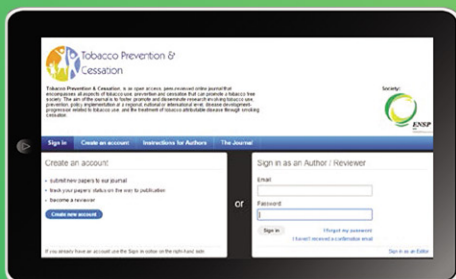 Tobacco Prevention &
Cessation
Tobacco Prevention & Cessation, is an open access, peer-reviewed online journal that
encompasses all aspects of tobacco use, prevention and cessation that can promote a tobacco free
society. The aim of the journal is to foster, promote and disseminate research involving tobacco use,
prevention, policy implementation at a regional, national or international level, disease development-
progression related to tobacco use, and the treatment of tobacco attributable disease through smoking
cessation.
Society:
ENSP
Sign in
Create an account
Instructions for Authors
The Journal
Create an account
• submit new papers to our journal
• track your papers status on the way to publication
• become a reviewer
Create new account
If you already have an account use the Sign in option on the right-hand side
or
Sign in as an Author / Reviewer
Email:
Password:
Sign in
I forgot my password
I haven't received a confirmation email
Sign in as an Editor